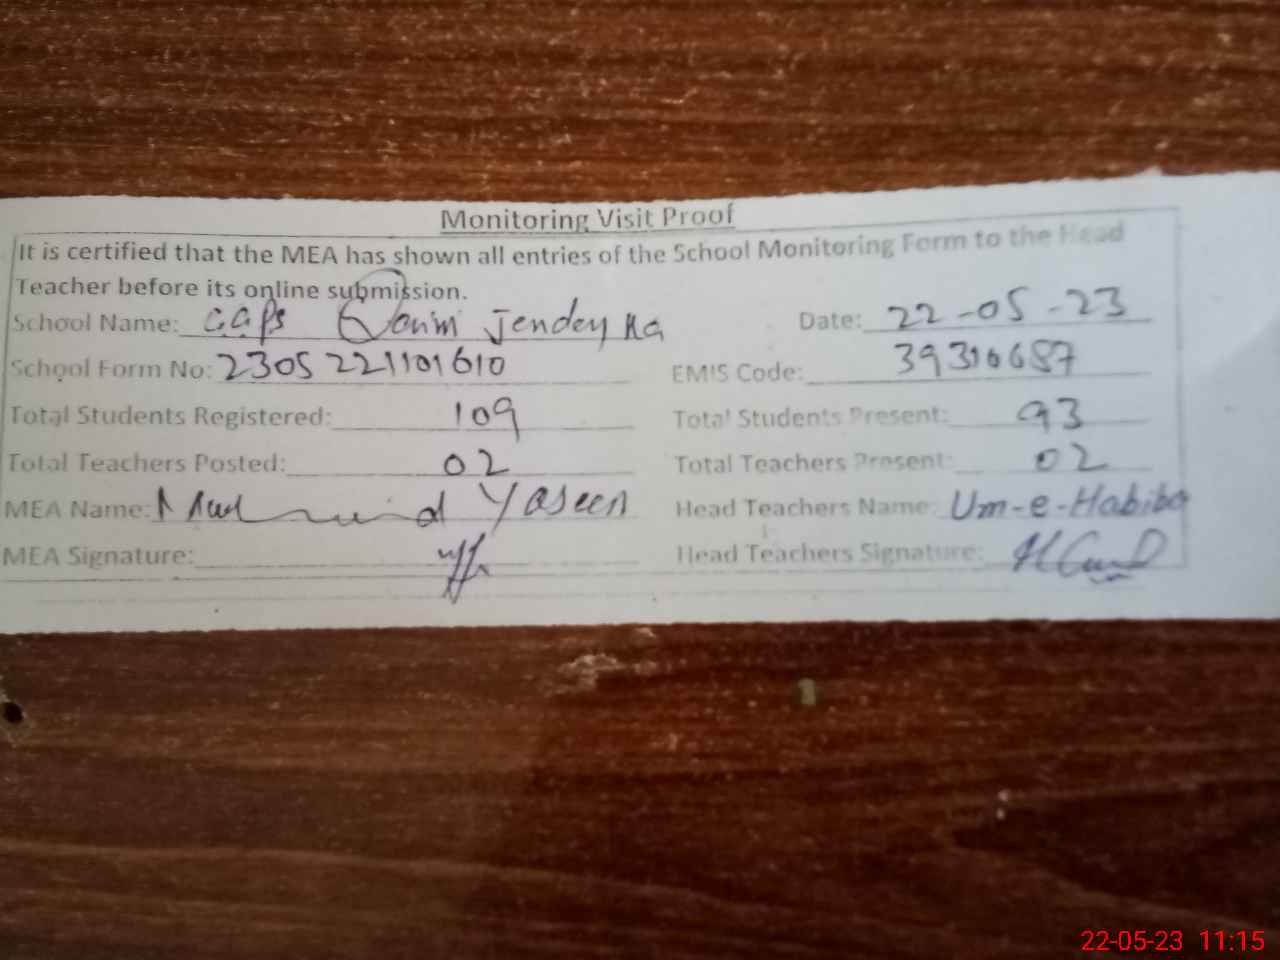 Monitoring Visit Proof
It is certified that the MEA has shown all entries of the School Monitoring Form to the Head
Teacher before its online submission.
School Name: GGPS Jendey Ka Date: 22-05-23
School Form No: 2305221101610 EMIS Code: 39310687
Total Students Registered: 109 Total Students Present: 93
Total Teachers Posted: 02 Total Teachers Present: 02
MEA Name: Yaseen Head Teachers Name: Um-e-Habiba
MEA Signature: Head Teachers Signature:
22-05-23 11:15